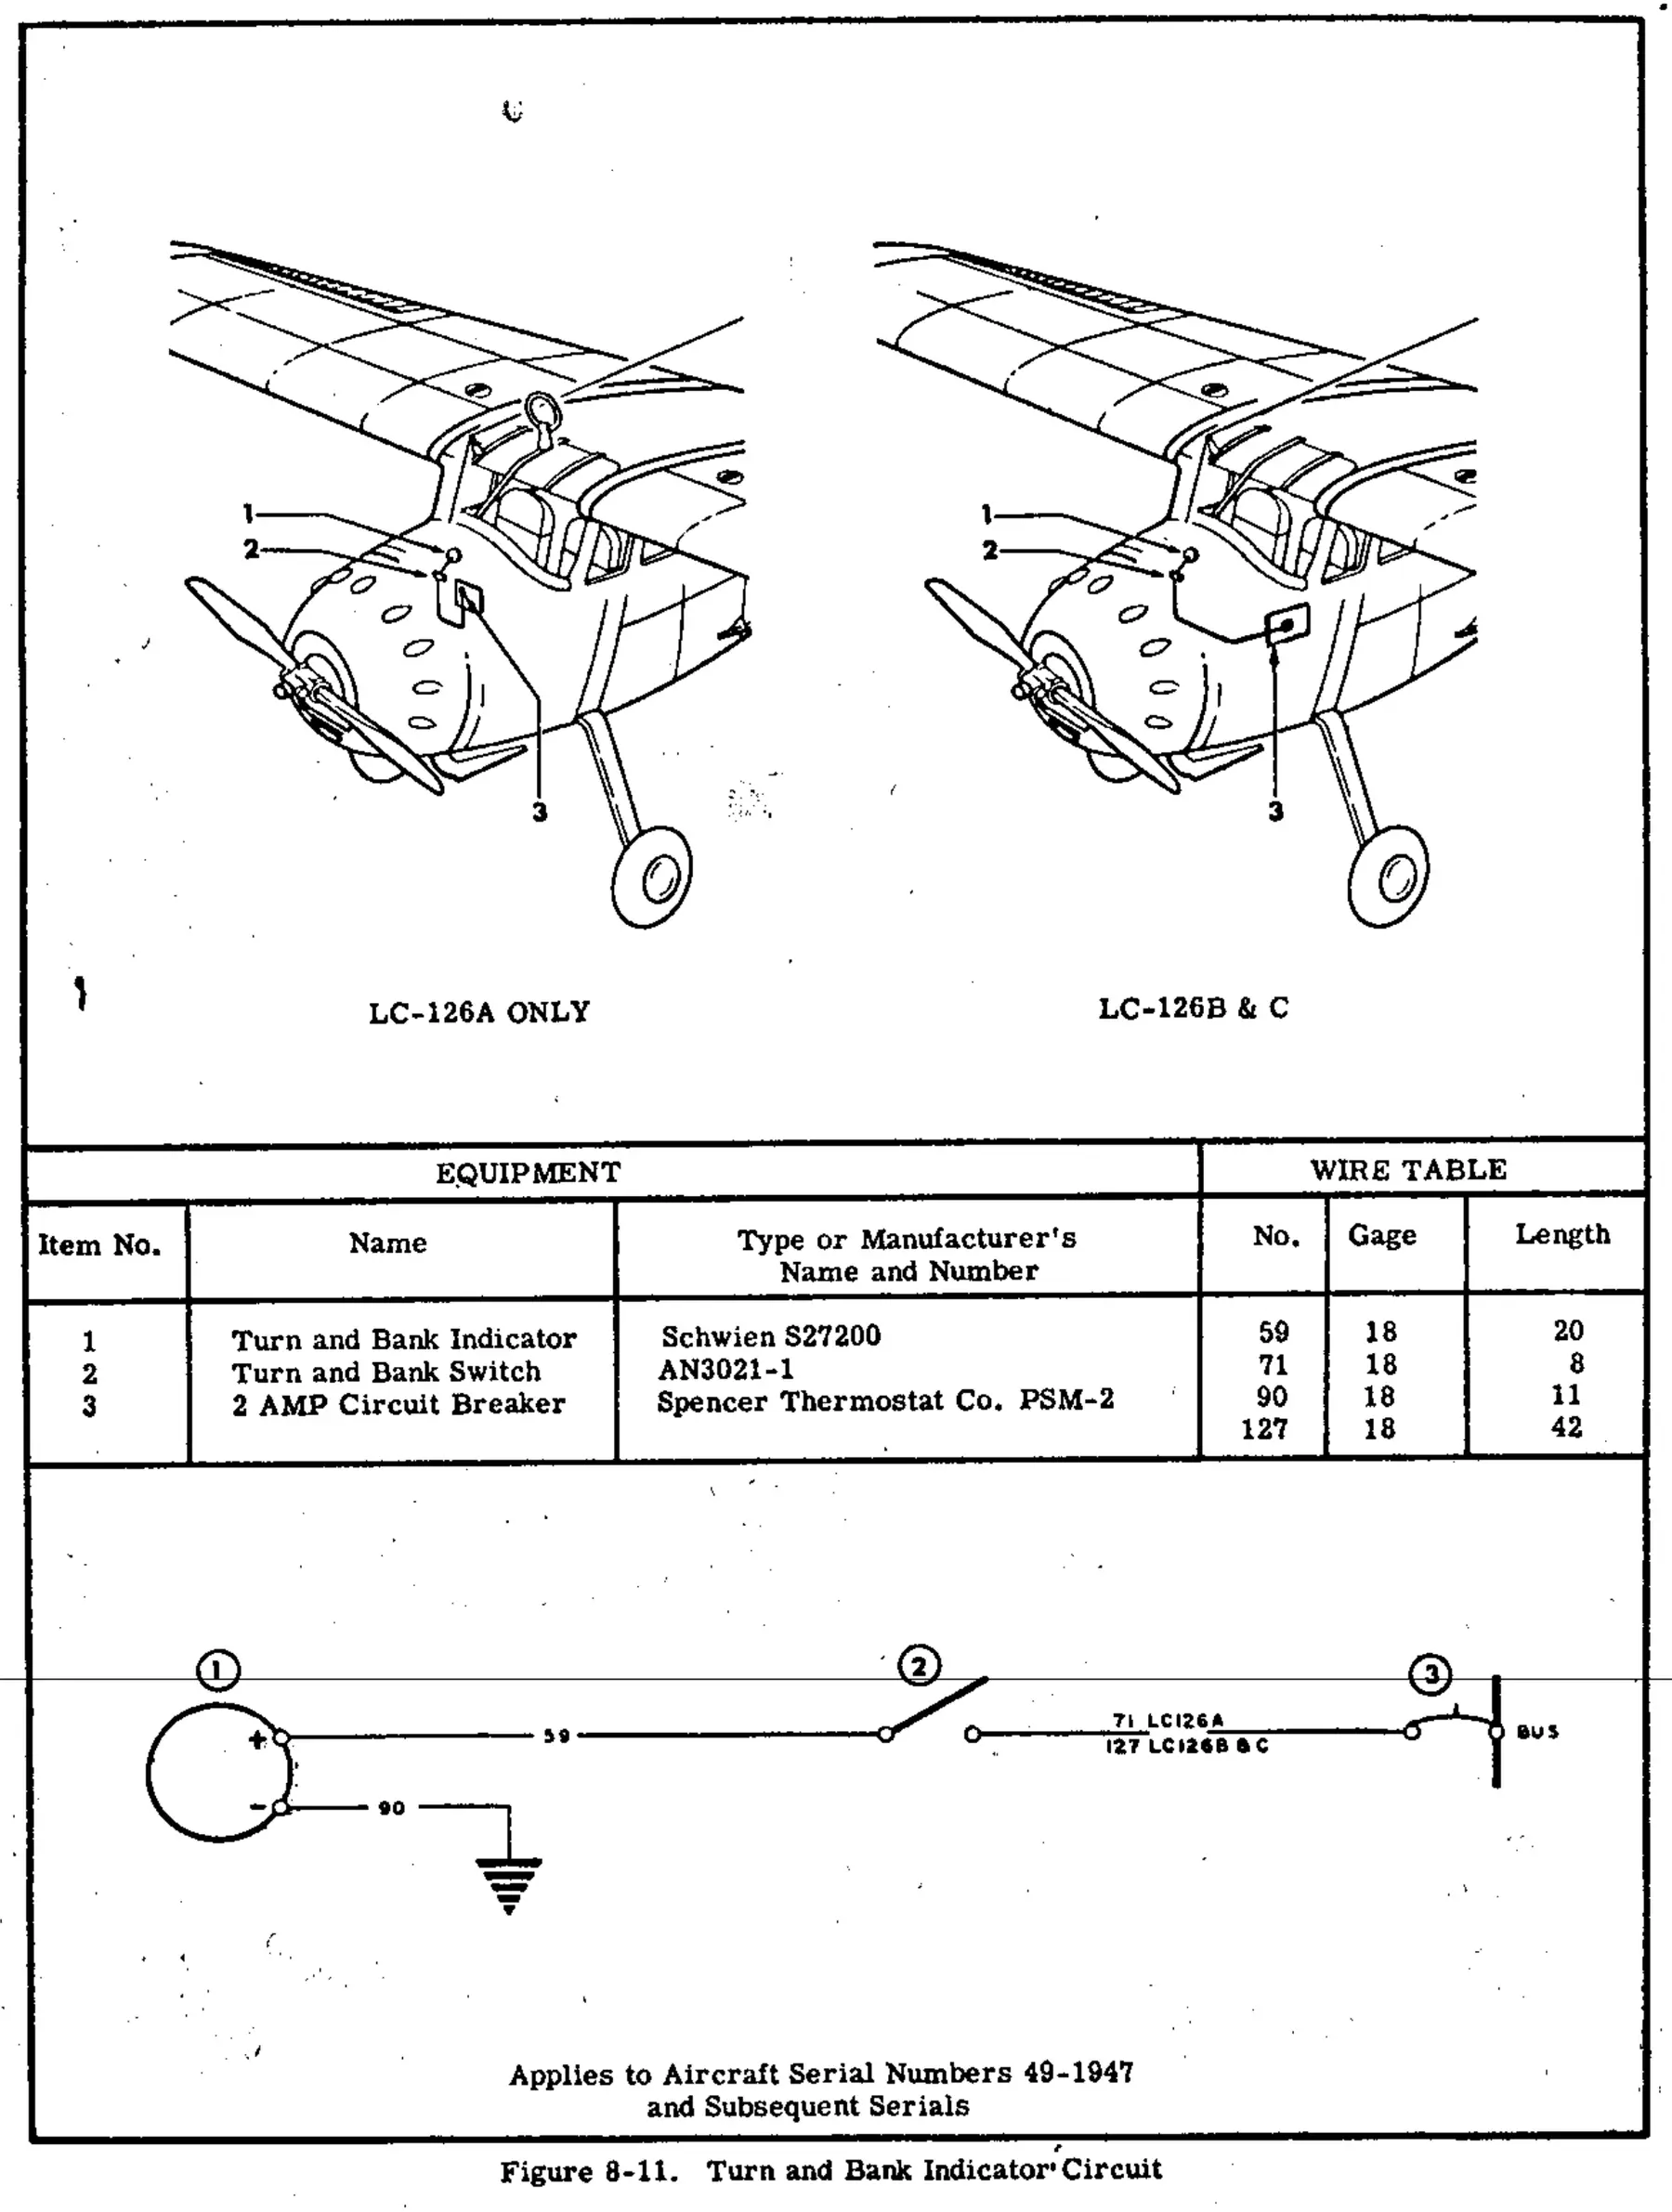 1
2
3
1
2
3
LC-126A ONLY
LC-126B & C
EQUIPMENT
WIRE TABLE
Item No.
Name
Type or Manufacturer's
Name and Number
No.
Gage
Length
1 Turn and Bank Indicator Schwien S27200 59 18 20
2 Turn and Bank Switch AN3021-1 71 18 8
3 2 AMP Circuit Breaker Spencer Thermostat Co. PSM-2 90 18 11
127 18 42
1
2
3
+
59
71 LC126A
127 LC126B & C
BUS
-
90
Applies to Aircraft Serial Numbers 49-1947
and Subsequent Serials
Figure 8-11. Turn and Bank Indicator Circuit